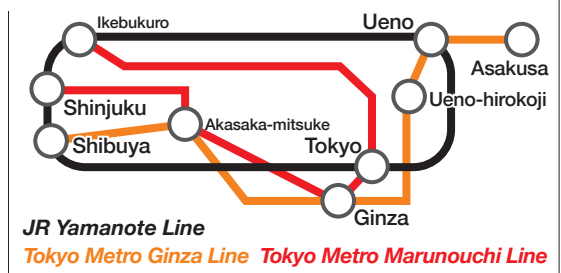 Ikebukuro
Ueno
Asakusa
Shinjuku
Ueno-hirokoji
Akasaka-mitsuke
Shibuya
Tokyo
Ginza
JR Yamanote Line
Tokyo Metro Ginza Line Tokyo Metro Marunouchi Line